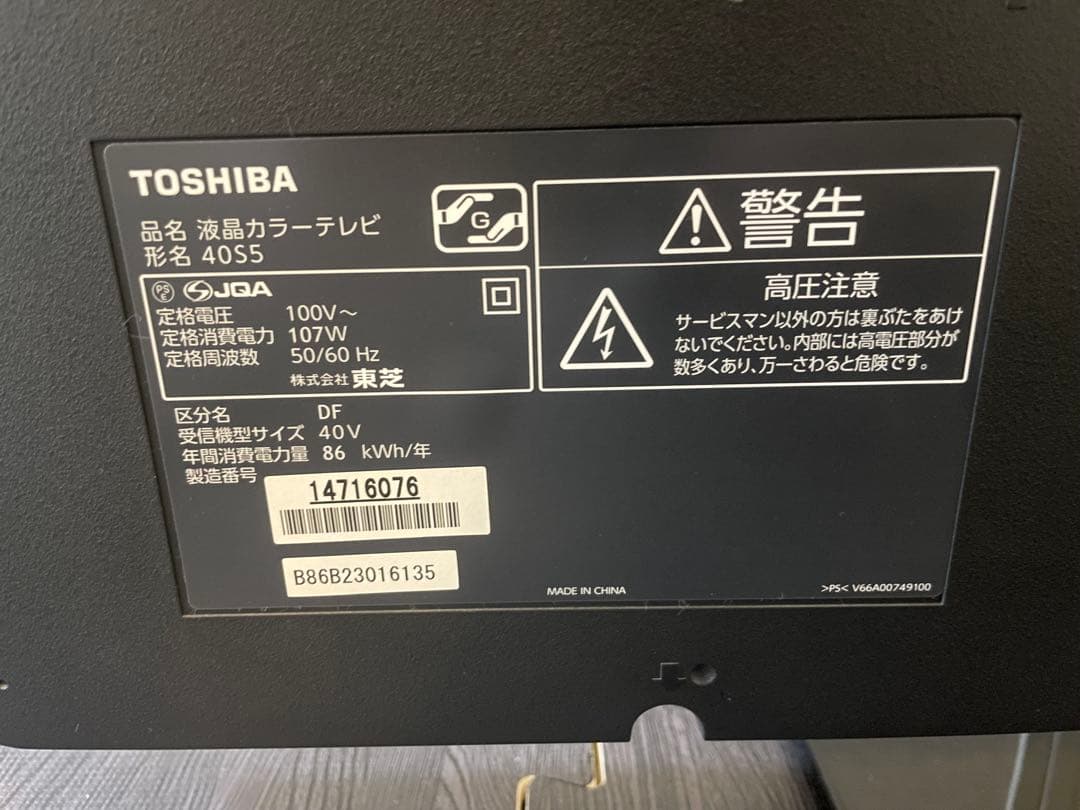 TOSHIBA
品名 液晶カラーテレビ
形名 40S5
G
PS
E
JQA
定格電圧 100V～
定格消費電力 107W
定格周波数 50/60 Hz
株式会社 東芝
区分名 DF
受信機型サイズ 40V
年間消費電力量 86 kWh/年
製造番号
14716076
B86B23016135
警告
高圧注意
サービスマン以外の方は裏ぶたをあけ
ないでください。内部には高電圧部分が
数多くあり、万一さわると危険です。
MADE IN CHINA
>PS< V66A00749100